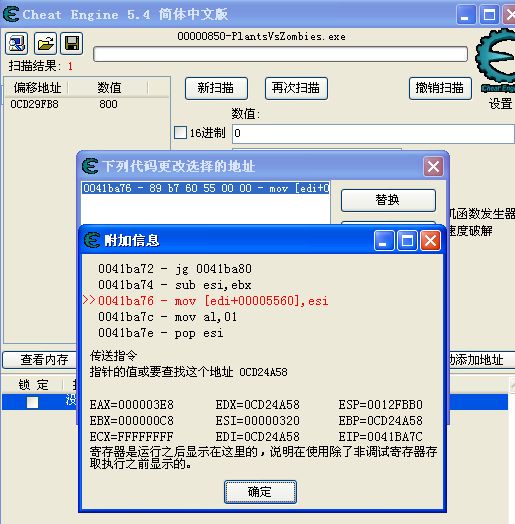 Cheat Engine 5.4 简体中文版
00000850-PlantsVsZombies.exe
扫描结果: 1
偏移地址 数值
0CD29FB8 800
新扫描 再次扫描 撤销扫描
Cheat Engine
设置
数值:
16进制 0
下列代码更改选择的地址
0041ba76 - 89 b7 60 55 00 00 - mov [edi+0
替换
机函数发生器
速度破解
附加信息
0041ba72 - jg 0041ba80
0041ba74 - sub esi,ebx
>>0041ba76 - mov [edi+00005560],esi
0041ba7c - mov al,01
0041ba7e - pop esi
传送指令
指针的值或要查找这个地址 0CD24A58
EAX=000003E8 EDX=0CD24A58 ESP=0012FBB0
EBX=000000C8 ESI=00000320 EBP=0CD24A58
ECX=FFFFFFFF EDI=0CD24A58 EIP=0041BA7C
寄存器是运行之后显示在这里的，说明在使用除了非调试寄存器存
取执行之前显示的。
确定
查看内存
动添加地址
锁 定